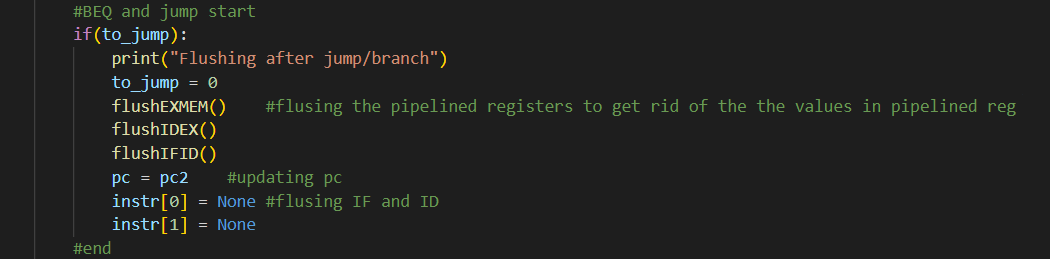 #BEQ and jump start
if(to_jump):
print("Flushing after jump/branch")
to_jump = 0
flushEXMEM() #flusing the pipelined registers to get rid of the the values in pipelined reg
flushIDEX()
flushIFID()
pc = pc2 #updating pc
instr[0] = None #flusing IF and ID
instr[1] = None
#end